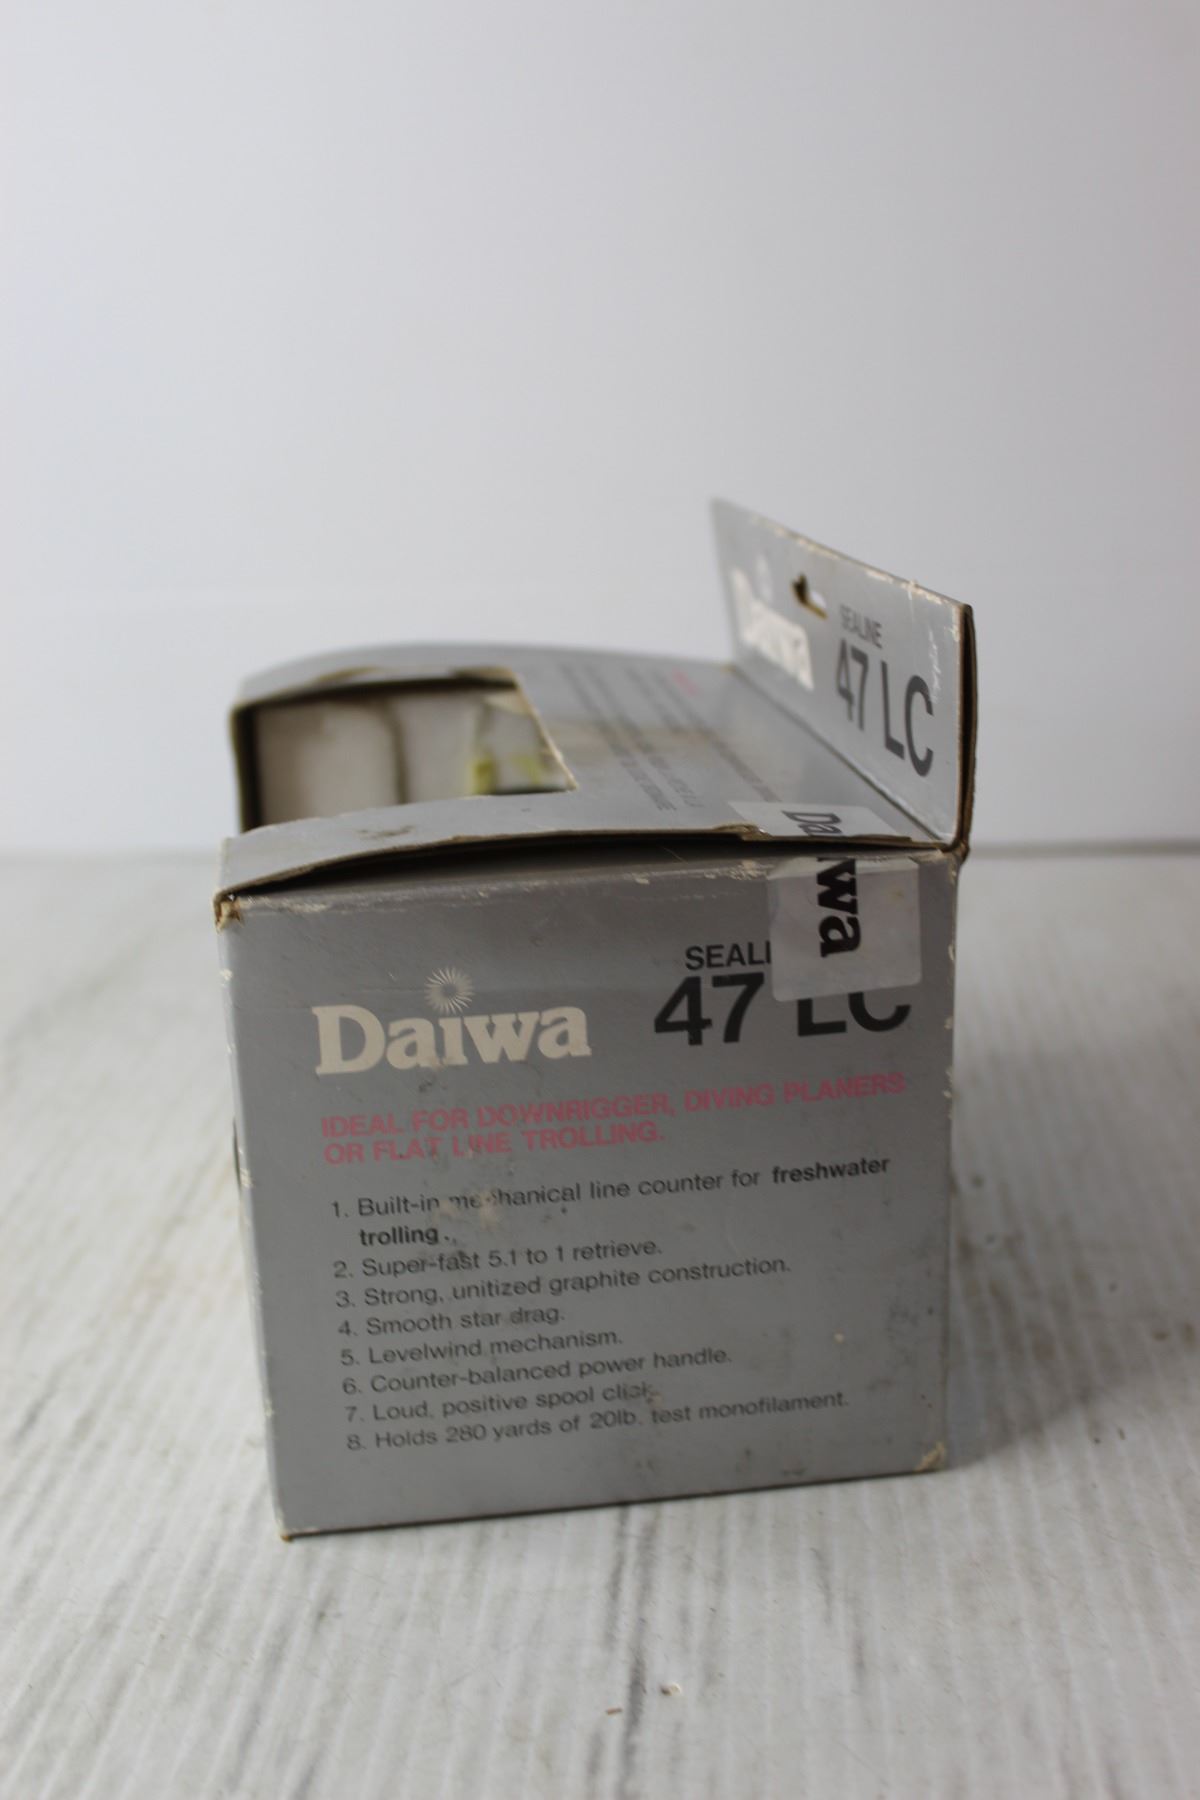 Daiwa
SEALINE
47 LC
Daiwa
Daiwa
SEALI
47 LC
IDEAL FOR DOWNRIGGER, DIVING PLANERS
OR FLAT LINE TROLLING.
1. Built-in mechanical line counter for freshwater
trolling.
2. Super-fast 5.1 to 1 retrieve.
3. Strong, unitized graphite construction.
4. Smooth star drag.
5. Levelwind mechanism.
6. Counter-balanced power handle.
7. Loud, positive spool click.
8. Holds 280 yards of 20lb. test monofilament.